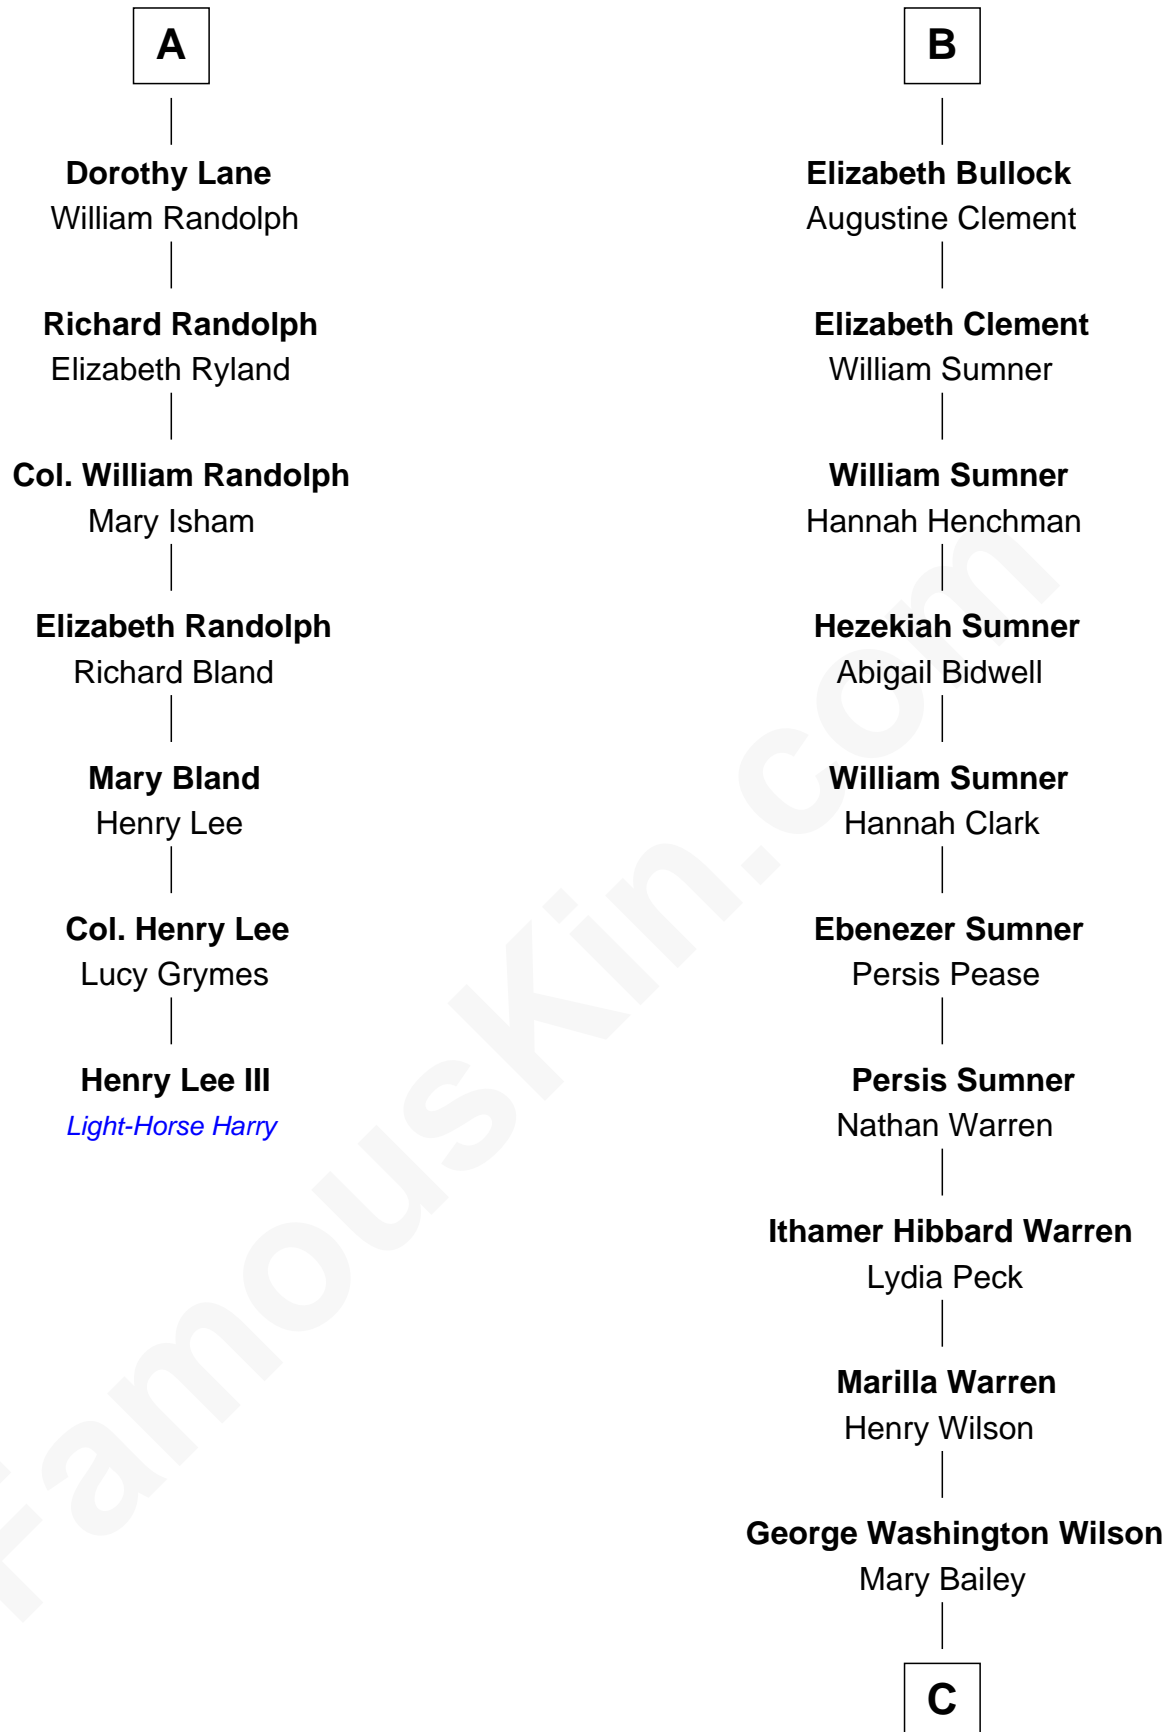 A
Dorothy Lane
William Randolph
Richard Randolph
Elizabeth Ryland
Col. William Randolph
Mary Isham
Elizabeth Randolph
Richard Bland
Mary Bland
Henry Lee
Col. Henry Lee
Lucy Grymes
Henry Lee III
Light-Horse Harry
B
Elizabeth Bullock
Augustine Clement
Elizabeth Clement
William Sumner
William Sumner
Hannah Henchman
Hezekiah Sumner
Abigail Bidwell
William Sumner
Hannah Clark
Ebenezer Sumner
Persis Pease
Persis Sumner
Nathan Warren
Ithamer Hibbard Warren
Lydia Peck
Marilla Warren
Henry Wilson
George Washington Wilson
Mary Bailey
C
FamousKin.com